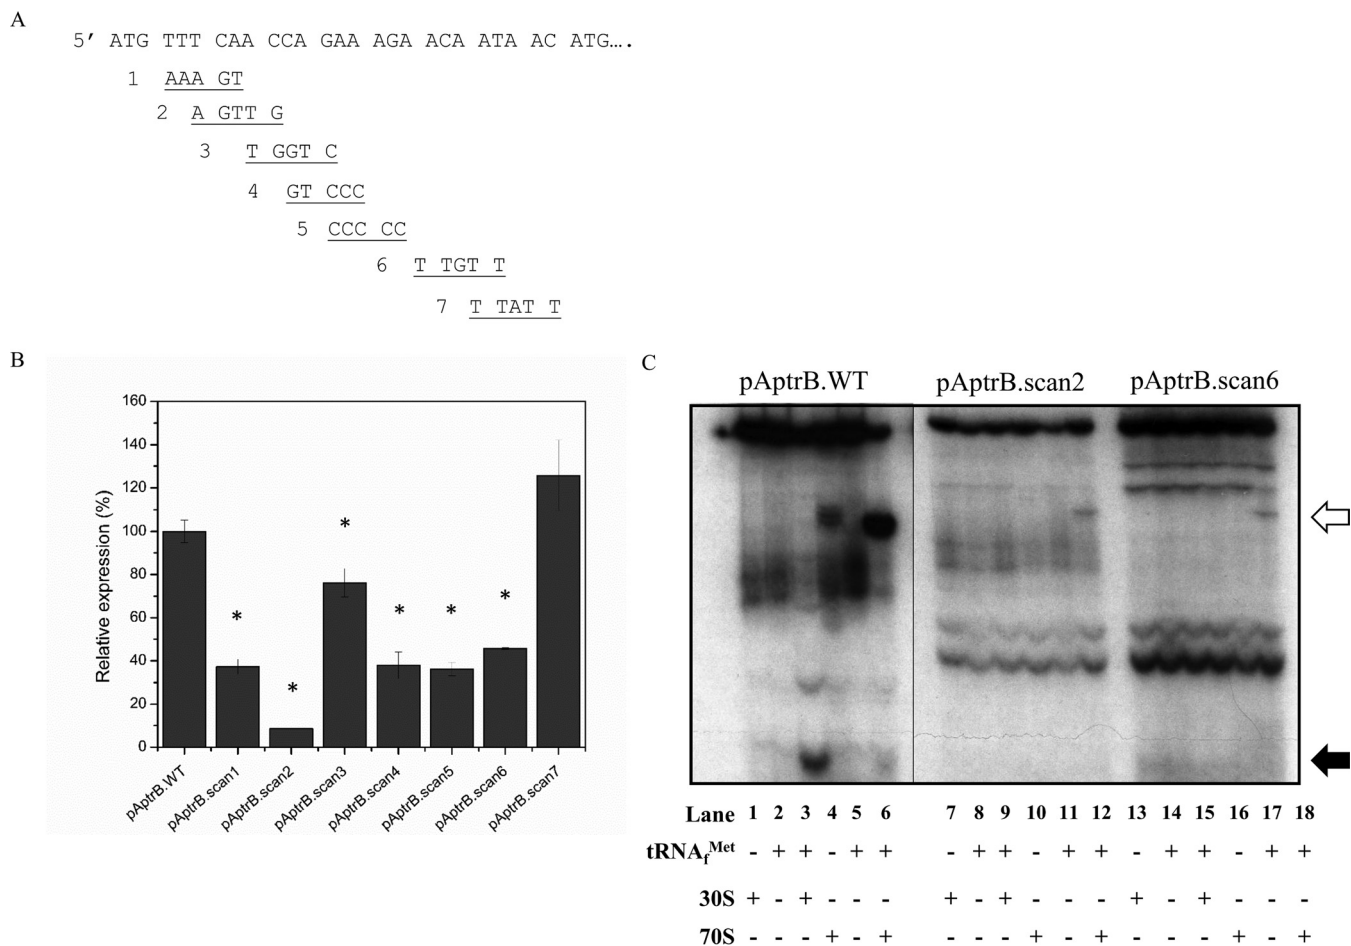 A
5’ ATG TTT CAA CCA GAA AGA ACA ATA AC ATG….
1 AAA GT
2 A GTT G
3 T GGT C
4 GT CCC
5 CCC CC
6 T TGT T
7 T TAT T
B
160
140
120
100
80
60
40
20
0
Relative expression (%)
* * * * * *
pAptrB.WT
pAptrB.scan1
pAptrB.scan2
pAptrB.scan3
pAptrB.scan4
pAptrB.scan5
pAptrB.scan6
pAptrB.scan7
C
pAptrB.WT pAptrB.scan2 pAptrB.scan6
Lane 1 2 3 4 5 6 7 8 9 10 11 12 13 14 15 16 17 18
tRNAfMet - + + - + + - + + - + + - + + - + +
30S + - + - - - + - + - - - + - + - - -
70S - - - + - + - - - + - + - - - + - +